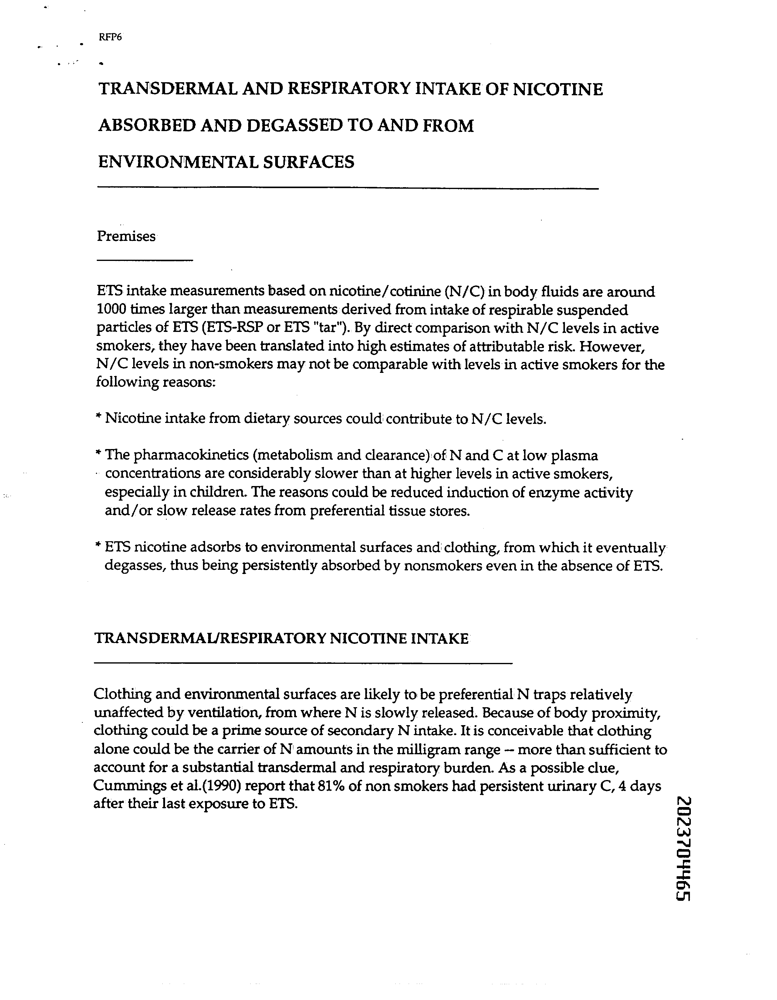 RFP6
TRANSDERMAL AND RESPIRATORY INTAKE OF NICOTINE
ABSORBED AND DEGASSED TO AND FROM
ENVIRONMENTAL SURFACES
Premises
ETS intake measurements based on nicotine/cotinine (N/C) in body fluids are around
1000 times larger than measurements derived from intake of respirable suspended
particles of ETS (ETS-RSP or ETS "tar"). By direct comparison with N/C levels in active
smokers, they have been translated into high estimates of attributable risk. However,
N/C levels in non-smokers may not be comparable with levels in active smokers for the
following reasons:
* Nicotine intake from dietary sources could contribute to N/C levels.
* The pharmacokinetics (metabolism and clearance) of N and C at low plasma
concentrations are considerably slower than at higher levels in active smokers,
especially in children. The reasons could be reduced induction of enzyme activity
and/or slow release rates from preferential tissue stores.
* ETS nicotine adsorbs to environmental surfaces and clothing, from which it eventually
degasses, thus being persistently absorbed by nonsmokers even in the absence of ETS.
TRANSDERMAL/RESPIRATORY NICOTINE INTAKE
Clothing and environmental surfaces are likely to be preferential N traps relatively
unaffected by ventilation, from where N is slowly released. Because of body proximity,
clothing could be a prime source of secondary N intake. It is conceivable that clothing
alone could be the carrier of N amounts in the milligram range -- more than sufficient to
account for a substantial transdermal and respiratory burden. As a possible clue,
Cummings et al.(1990) report that 81% of non smokers had persistent urinary C, 4 days
after their last exposure to ETS.
2023704465